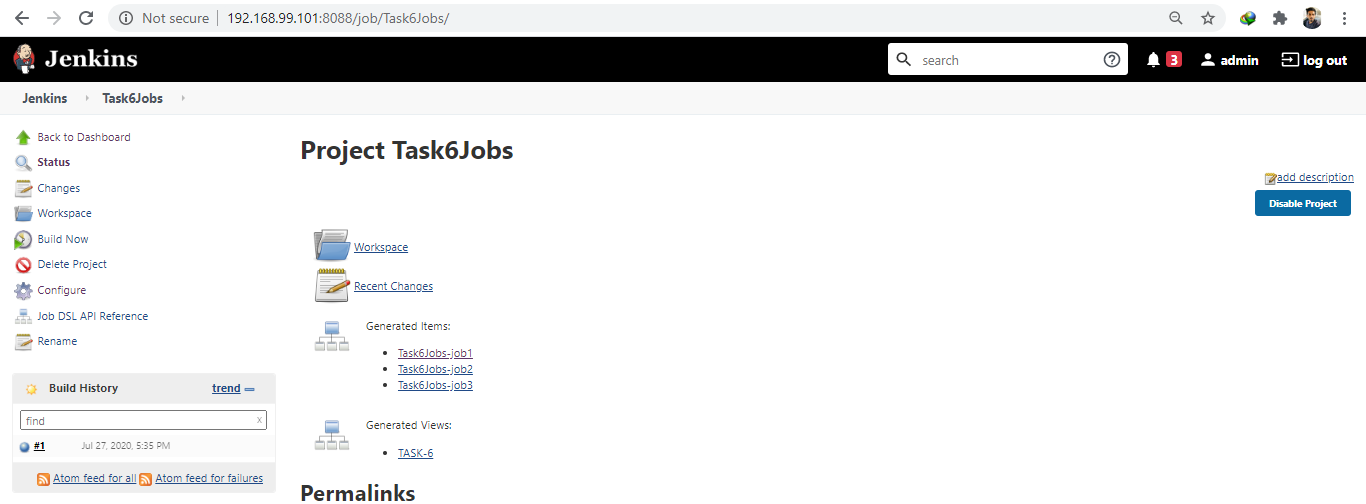 Not secure 192.168.99.101:8088/job/Task6Jobs/
Jenkins
search
3
admin
log out
Jenkins
Task6Jobs
Back to Dashboard
Status
Changes
Workspace
Build Now
Delete Project
Configure
Job DSL API Reference
Rename
Build History
trend
find
x
#1
Jul 27, 2020, 5:35 PM
Atom feed for all
Atom feed for failures
Project Task6Jobs
add description
Disable Project
Workspace
Recent Changes
Generated Items:
Task6Jobs-job1
Task6Jobs-job2
Task6Jobs-job3
Generated Views:
TASK-6
Permalinks